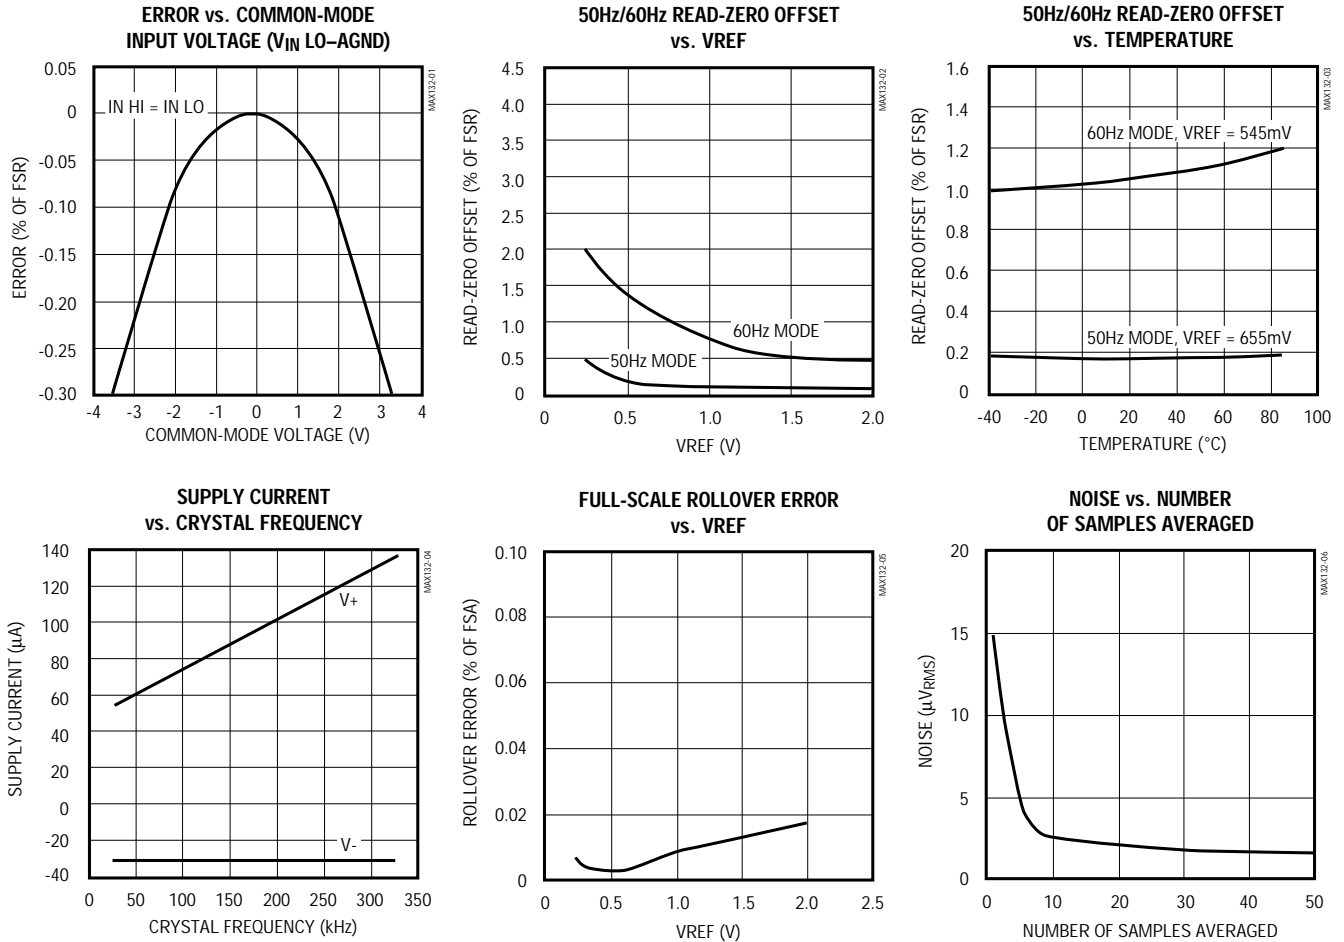 ERROR vs. COMMON-MODE
INPUT VOLTAGE (VIN LO–AGND)
0.05
0
-0.05
-0.10
-0.15
-0.20
-0.25
-0.30
ERROR (% OF FSR)
IN HI = IN LO
MAX132-01
-4
-3
-2
-1
0
1
2
3
4
COMMON-MODE VOLTAGE (V)
50Hz/60Hz READ-ZERO OFFSET
vs. VREF
4.5
4.0
3.5
3.0
2.5
2.0
1.5
1.0
0.5
0
READ-ZERO OFFSET (% OF FSR)
60Hz MODE
50Hz MODE
MAX132-02
0
0.5
1.0
1.5
2.0
VREF (V)
50Hz/60Hz READ-ZERO OFFSET
vs. TEMPERATURE
1.6
1.4
1.2
1.0
0.8
0.6
0.4
0.2
0
READ-ZERO OFFSET (% OF FSR)
60Hz MODE, VREF = 545mV
50Hz MODE, VREF = 655mV
MAX132-03
-40
-20
0
20
40
60
80
100
TEMPERATURE (°C)
SUPPLY CURRENT
vs. CRYSTAL FREQUENCY
140
120
100
80
60
40
20
0
-20
-40
SUPPLY CURRENT (µA)
V+
V-
MAX132-04
0
50
100
150
200
250
300
350
CRYSTAL FREQUENCY (kHz)
FULL-SCALE ROLLOVER ERROR
vs. VREF
0.10
0.08
0.06
0.04
0.02
0
ROLLOVER ERROR (% OF FSA)
MAX132-05
0
0.5
1.0
1.5
2.0
2.5
VREF (V)
NOISE vs. NUMBER
OF SAMPLES AVERAGED
20
15
10
5
0
NOISE (µVRMS)
MAX132-06
0
10
20
30
40
50
NUMBER OF SAMPLES AVERAGED